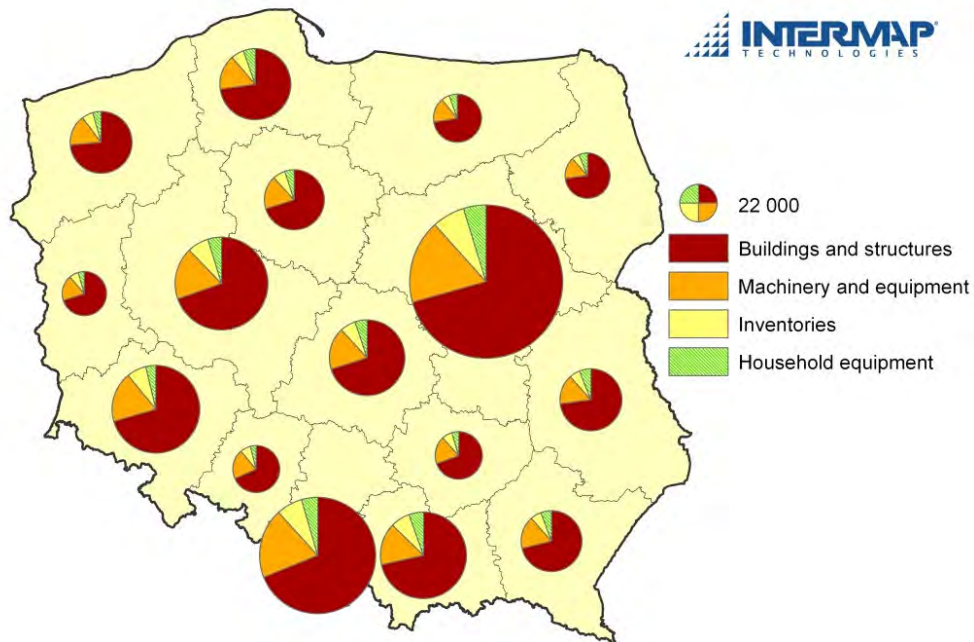 INTERMAP
TECHNOLOGIES
22 000
Buildings and structures
Machinery and equipment
Inventories
Household equipment